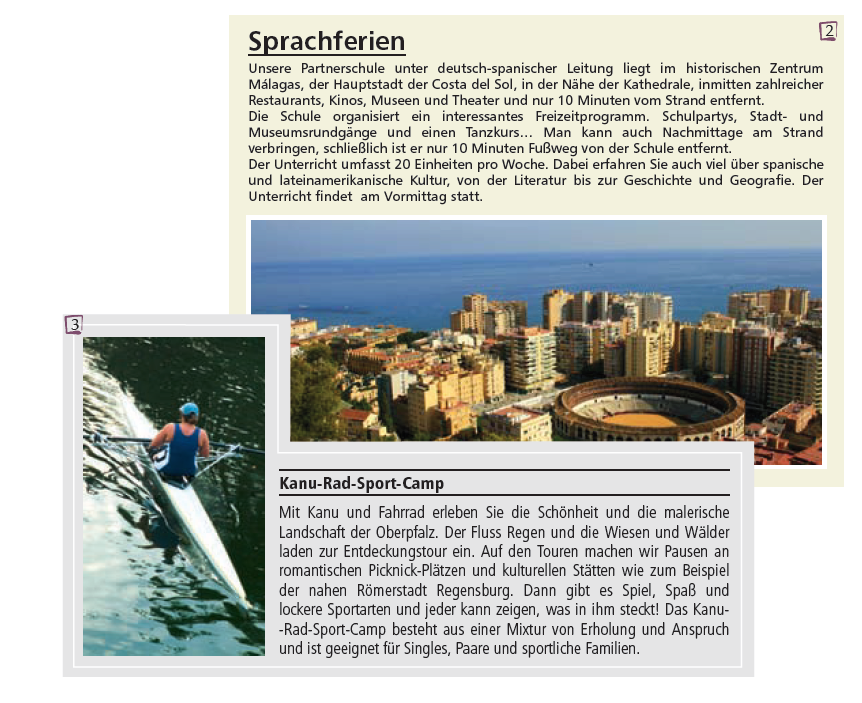 2
Sprachferien
Unsere Partnerschule unter deutsch-spanischer Leitung liegt im historischen Zentrum
Málagas, der Hauptstadt der Costa del Sol, in der Nähe der Kathedrale, inmitten zahlreicher
Restaurants, Kinos, Museen und Theater und nur 10 Minuten vom Strand entfernt.
Die Schule organisiert ein interessantes Freizeitprogramm. Schulpartys, Stadt- und
Museumsrundgänge und einen Tanzkurs... Man kann auch Nachmittage am Strand
verbringen, schließlich ist er nur 10 Minuten Fußweg von der Schule entfernt.
Der Unterricht umfasst 20 Einheiten pro Woche. Dabei erfahren Sie auch viel über spanische
und lateinamerikanische Kultur, von der Literatur bis zur Geschichte und Geografie. Der
Unterricht findet am Vormittag statt.
3
Kanu-Rad-Sport-Camp
Mit Kanu und Fahrrad erleben Sie die Schönheit und die malerische
Landschaft der Oberpfalz. Der Fluss Regen und die Wiesen und Wälder
laden zur Entdeckungstour ein. Auf den Touren machen wir Pausen an
romantischen Picknick-Plätzen und kulturellen Stätten wie zum Beispiel
der nahen Römerstadt Regensburg. Dann gibt es Spiel, Spaß und
lockere Sportarten und jeder kann zeigen, was in ihm steckt! Das Kanu-
-Rad-Sport-Camp besteht aus einer Mixtur von Erholung und Anspruch
und ist geeignet für Singles, Paare und sportliche Familien.